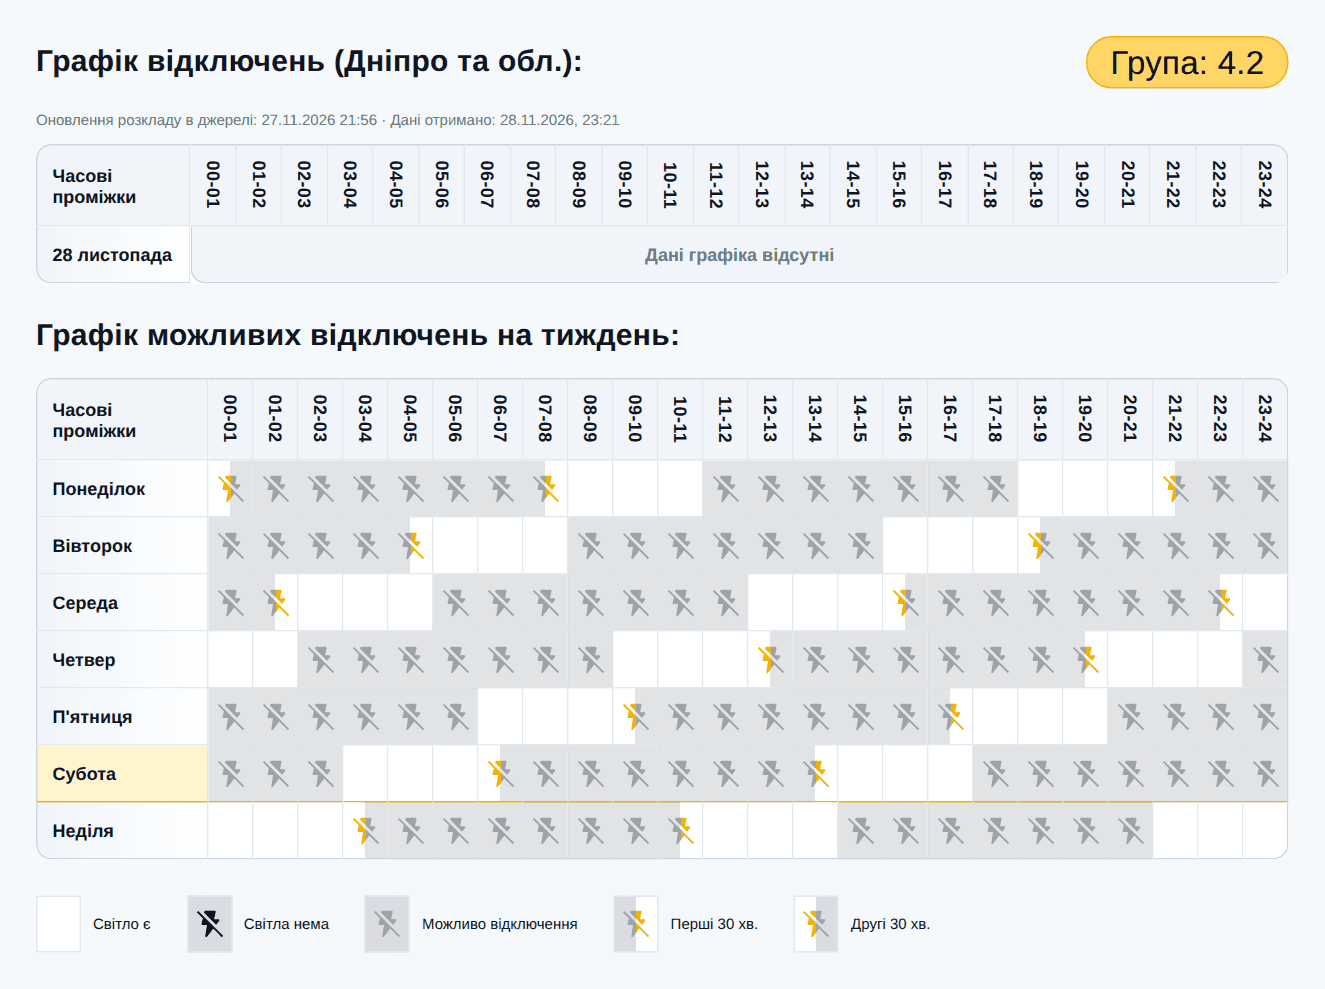 Графік відключень (Дніпро та обл.):
Група: 4.2
Оновлення розкладу в джерелі: 27.11.2026 21:56 · Дані отримано: 28.11.2026, 23:21
Часові проміжки 00-01 01-02 02-03 03-04 04-05 05-06 06-07 07-08 08-09 09-10 10-11 11-12 12-13 13-14 14-15 15-16 16-17 17-18 18-19 19-20 20-21 21-22 22-23 23-24
28 листопада Дані графіка відсутні
Графік можливих відключень на тиждень:
Часові проміжки 00-01 01-02 02-03 03-04 04-05 05-06 06-07 07-08 08-09 09-10 10-11 11-12 12-13 13-14 14-15 15-16 16-17 17-18 18-19 19-20 20-21 21-22 22-23 23-24
Понеділок
Вівторок
Середа
Четвер
П'ятниця
Субота
Неділя
Світло є Світла нема Можливо відключення Перші 30 хв. Другі 30 хв.